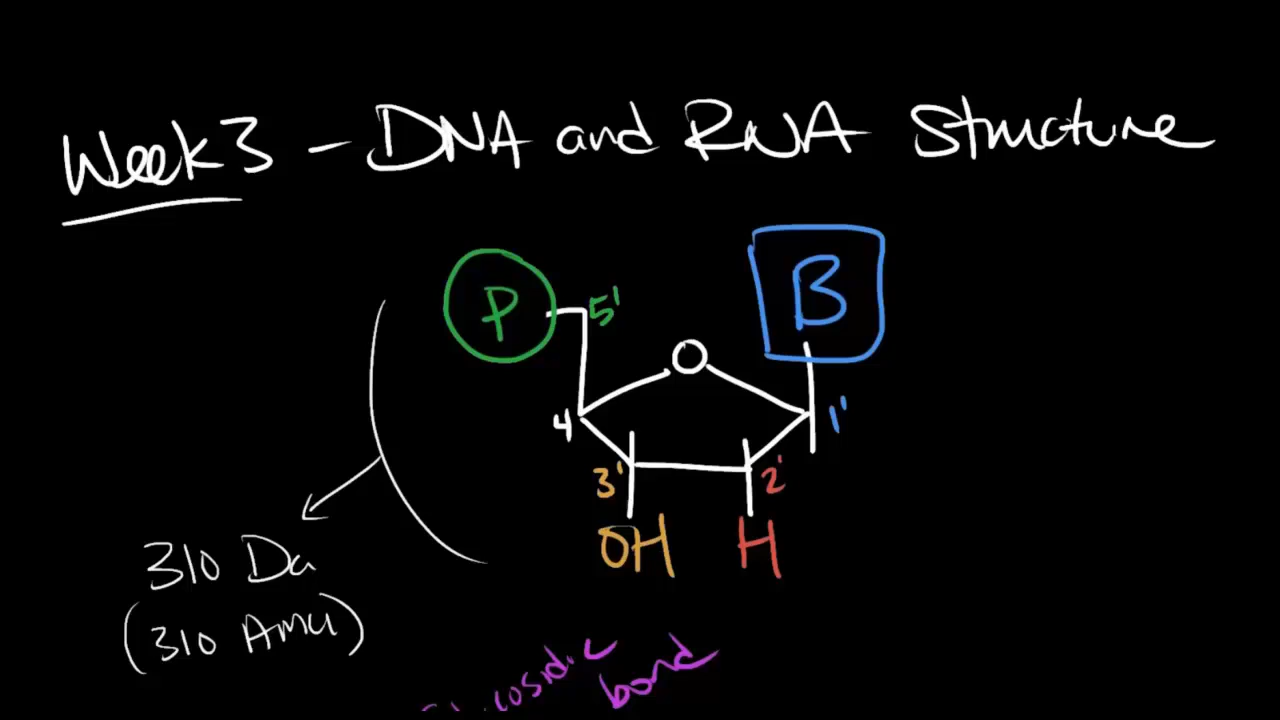 Week 3 - DNA and RNA Structure
P
5'
B
O
4
1'
3'
2'
OH
H
310 Da
(310 AMU)
bond